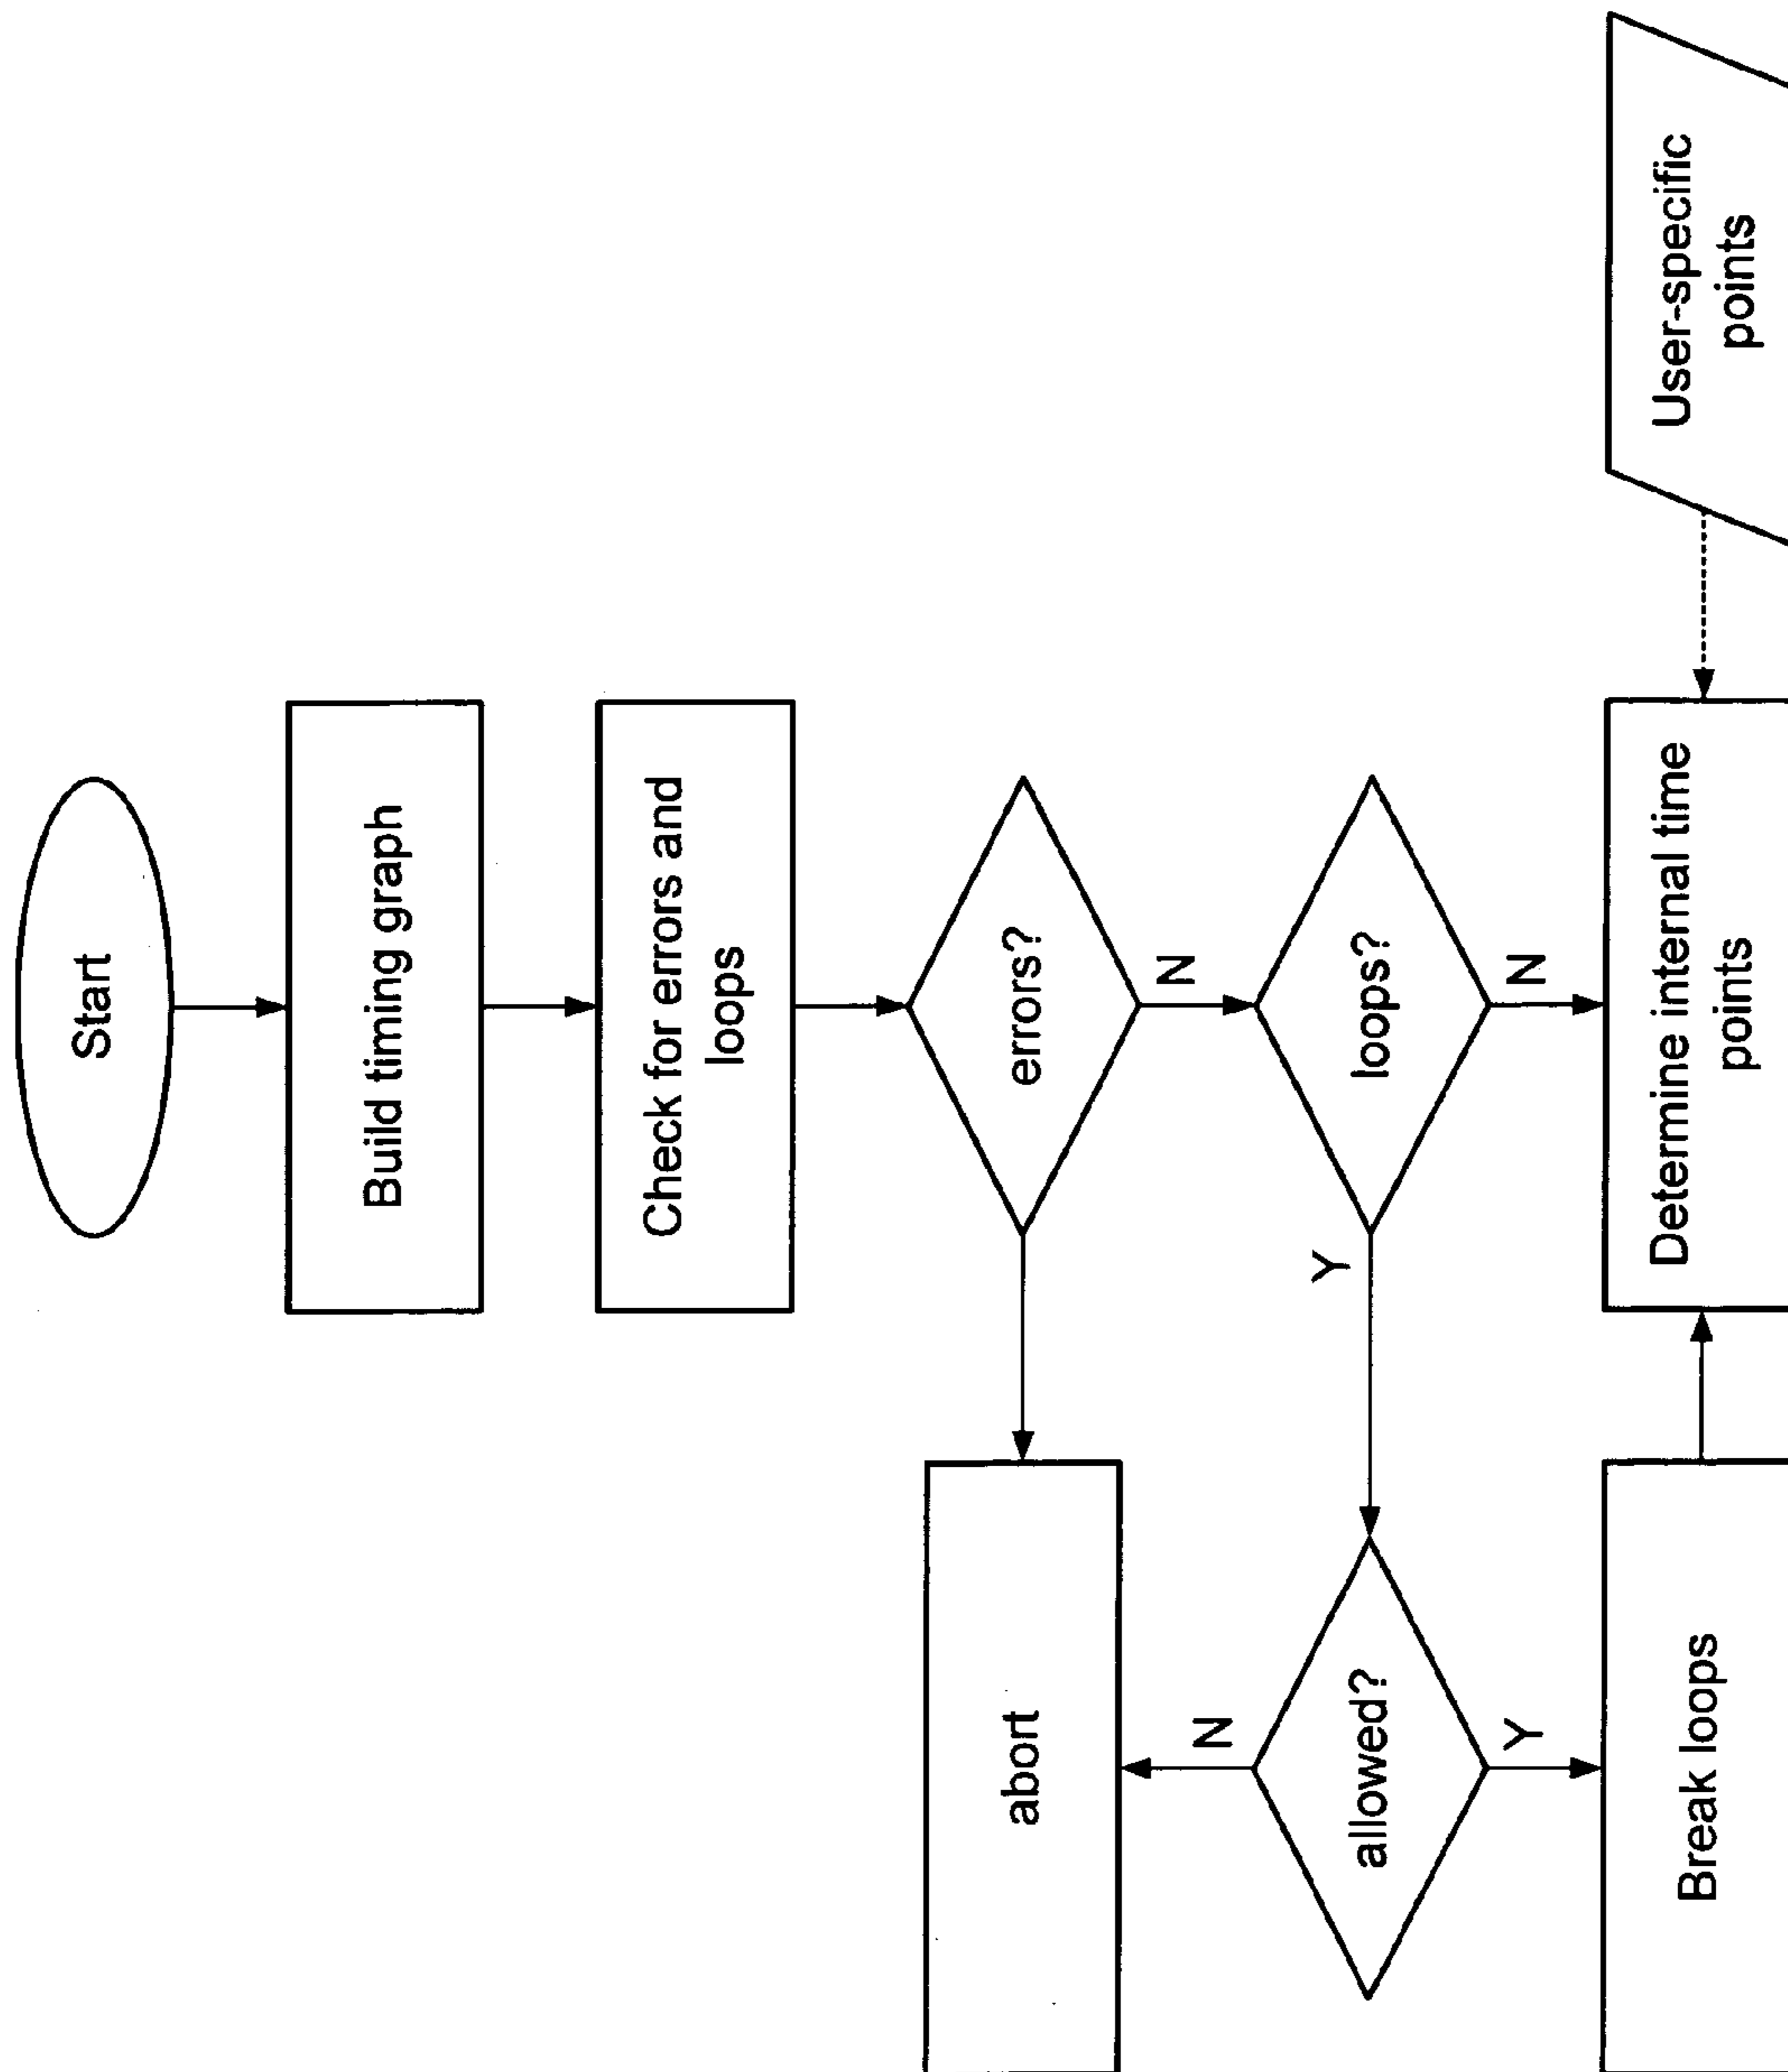 Start
Build timing graph
Check for errors and
loops
errors?
N
abort
loops?
Y
N
allowed?
N
Y
Break loops
Determine internal time
points
User-specific
points